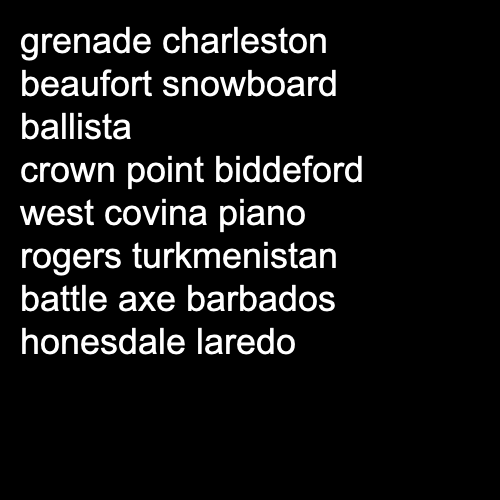 grenade charleston
beaufort snowboard
ballista
crown point biddeford
west covina piano
rogers turkmenistan
battle axe barbados
honesdale laredo